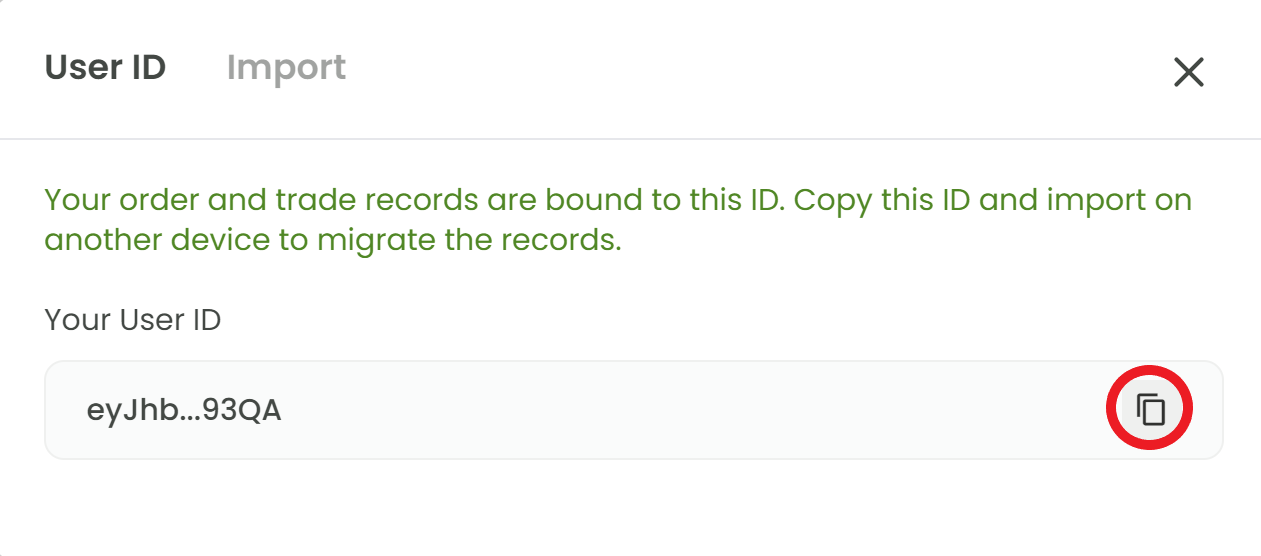 User ID Import
Your order and trade records are bound to this ID. Copy this ID and import on
another device to migrate the records.
Your User ID
eyJhb...93QA